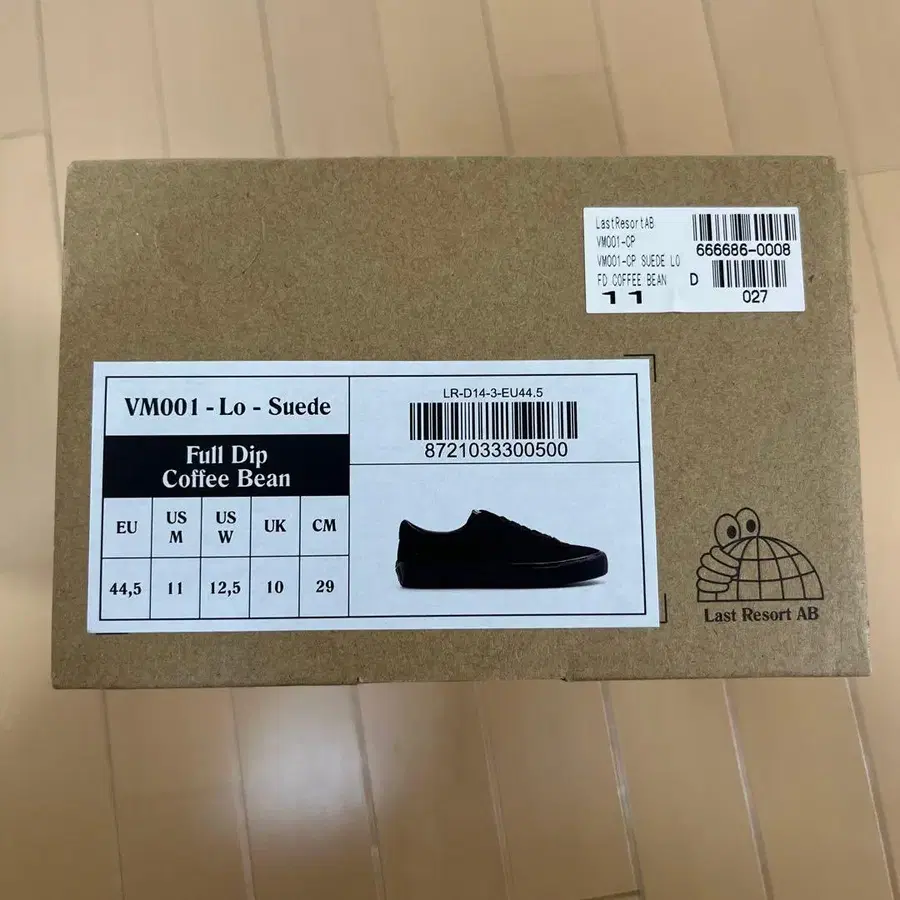 LastResortAB
VM001-CP
VM001-CP SUEDE LO
FD COFFEE BEAN
11
666686-0008
D
027
VM001 - Lo - Suede
Full Dip
Coffee Bean
EU US M US W UK CM
44,5 11 12,5 10 29
LR-D14-3-EU44.5
8721033300500
Last Resort AB